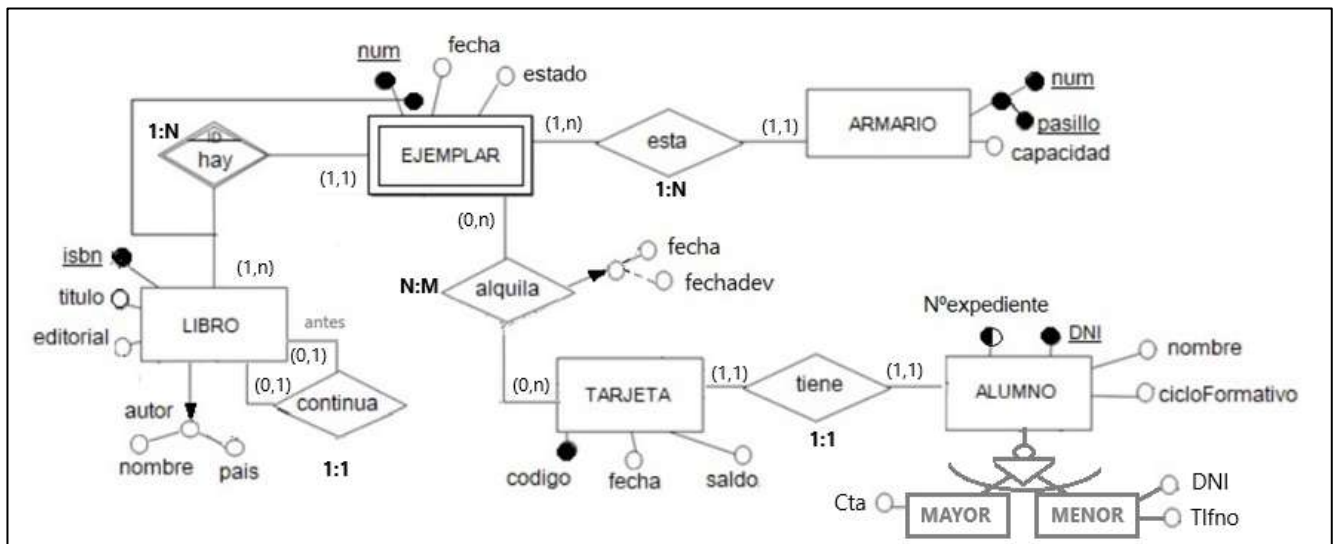 num
fecha
estado
num
pasillo
capacidad
ARMARIO
1:N
ID
hay
(1,1)
EJEMPLAR
(1,n)
esta
1:N
(1,1)
(0,n)
isbn
(1,n)
titulo
editorial
LIBRO
antes
(0,1)
(0,1)
continua
1:1
autor
nombre
pais
N:M
alquila
fecha
fechadev
(0,n)
TARJETA
codigo
fecha
saldo
(1,1)
tiene
1:1
(1,1)
Nºexpediente
DNI
nombre
ALUMNO
cicloFormativo
Cta
MAYOR
MENOR
DNI
Tlfno